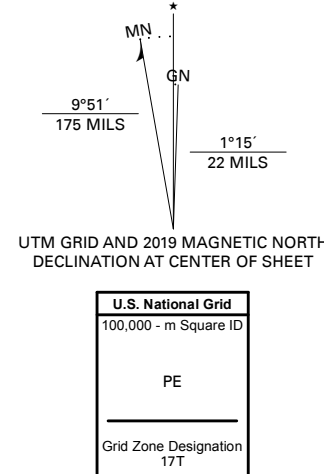 ★
MN
GN
9°51´
175 MILS
1°15´
22 MILS
UTM GRID AND 2019 MAGNETIC NORTH
DECLINATION AT CENTER OF SHEET
U.S. National Grid
100,000 - m Square ID
PE
Grid Zone Designation
17T